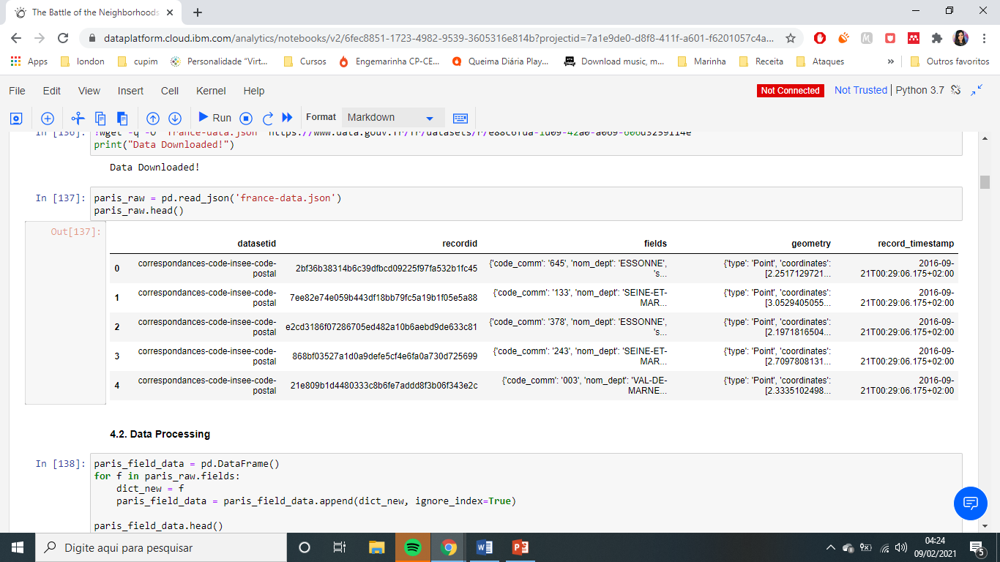 The Battle of the Neighborhoods
dataplatform.cloud.ibm.com/analytics/notebooks/v2/6fec8851-1723-4982-9539-3605316e814b?projectid=7a1e9de0-d8f8-411f-a601-f6201057c4a...
Apps london cupim Personalidade “Virt... Cursos Engemarinha CP-CE... Queima Diária Play... Download music, m... Marinha Receita Ataques » Outros favoritos
File Edit View Insert Cell Kernel Help Not Connected Not Trusted | Python 3.7
Run Format Markdown
In [136]: !wget -q -O 'france-data.json' https://www.data.gouv.fr/fr/datasets/r/
print("Data Downloaded!")
Data Downloaded!
In [137]: paris_raw = pd.read_json('france-data.json')
paris_raw.head()
Out[137]:
datasetid recordid fields geometry record_timestamp
0 correspondances-code-insee-code-postal 2bf36b38314b6c39dfbcd09225f97fa532b1fc45 {'code_comm': '645', 'nom_dept': 'ESSONNE', 's... {'type': 'Point', 'coordinates': [2.2517129721... 2016-09-21T00:29:06.175+02:00
1 correspondances-code-insee-code-postal 7ee82e74e059b443df18bb79fc5a19b1f05e5a88 {'code_comm': '133', 'nom_dept': 'SEINE-ET-MAR... {'type': 'Point', 'coordinates': [3.0529405055... 2016-09-21T00:29:06.175+02:00
2 correspondances-code-insee-code-postal e2cd3186f07286705ed482a10b6aebd9de633c81 {'code_comm': '378', 'nom_dept': 'ESSONNE', 's... {'type': 'Point', 'coordinates': [2.1971816504... 2016-09-21T00:29:06.175+02:00
3 correspondances-code-insee-code-postal 868bf03527a1d0a9defe5cf4e6fa0a730d725699 {'code_comm': '243', 'nom_dept': 'SEINE-ET-MAR... {'type': 'Point', 'coordinates': [2.7097808131... 2016-09-21T00:29:06.175+02:00
4 correspondances-code-insee-code-postal 21e809b1d4480333c8b6fe7addd8f3b06f343e2c {'code_comm': '003', 'nom_dept': 'VAL-DE-MARNE... {'type': 'Point', 'coordinates': [2.3335102498... 2016-09-21T00:29:06.175+02:00
4.2. Data Processing
In [138]: paris_field_data = pd.DataFrame()
for f in paris_raw.fields:
dict_new = f
paris_field_data = paris_field_data.append(dict_new, ignore_index=True)
paris_field_data.head()
Digite aqui para pesquisar
04:24
09/02/2021
5